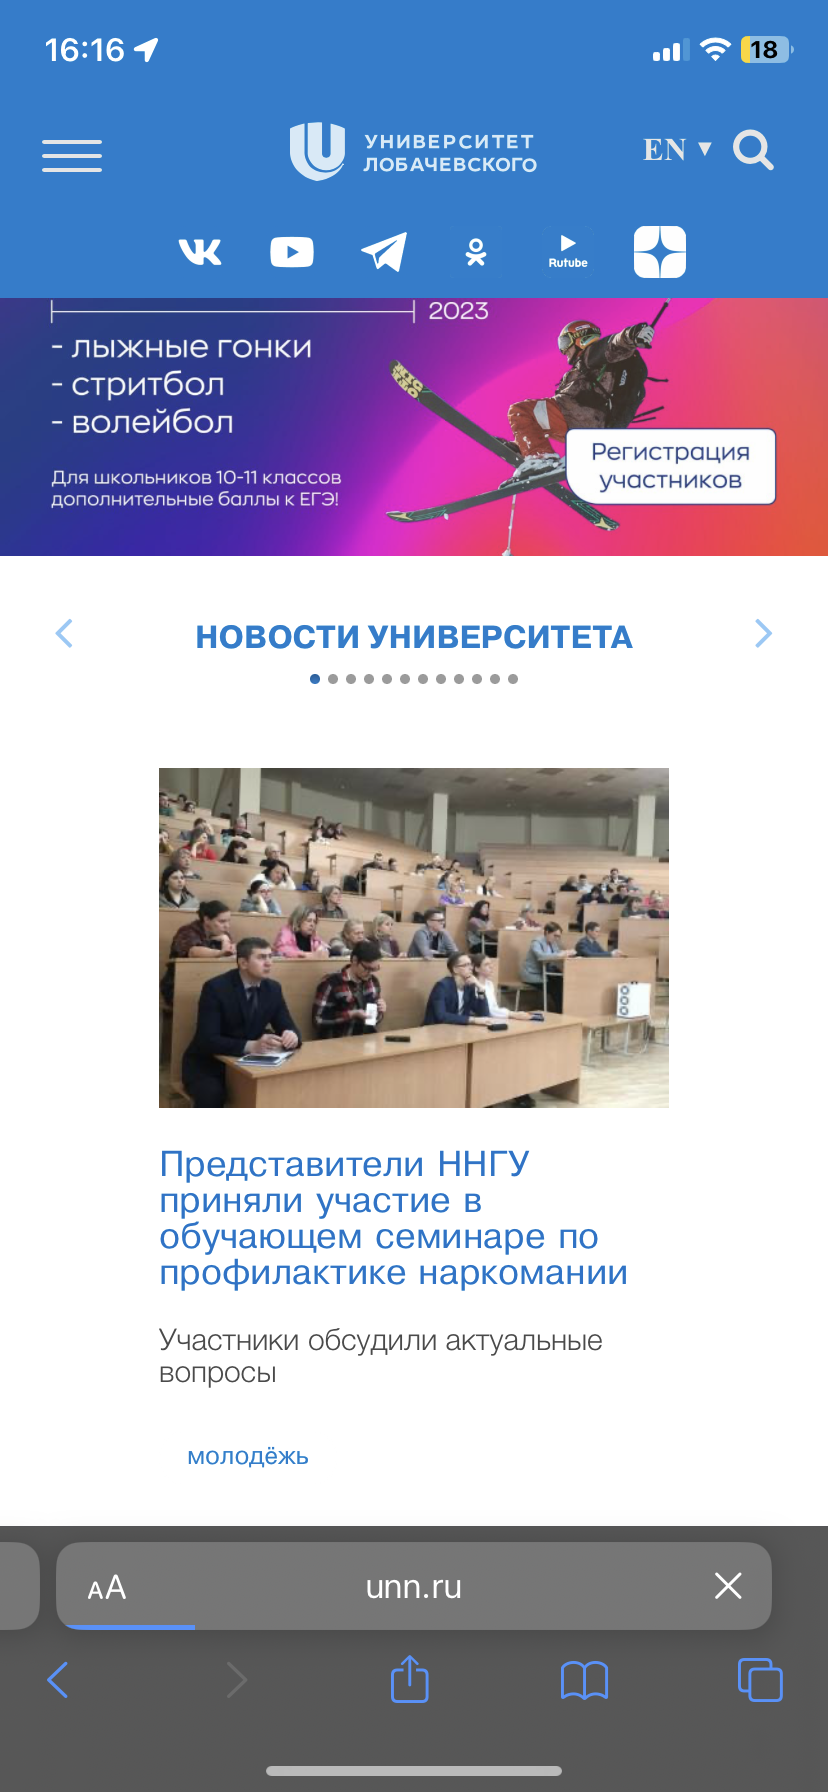 16:16
18
УНИВЕРСИТЕТ
ЛОБАЧЕВСКОГО
EN ▼
Rutube
2023
- лыжные гонки
- стритбол
- волейбол
Для школьников 10-11 классов
дополнительные баллы к ЕГЭ!
Регистрация
участников
НОВОСТИ УНИВЕРСИТЕТА
Представители ННГУ
приняли участие в
обучающем семинаре по
профилактике наркомании
Участники обсудили актуальные
вопросы
молодёжь
AA
unn.ru